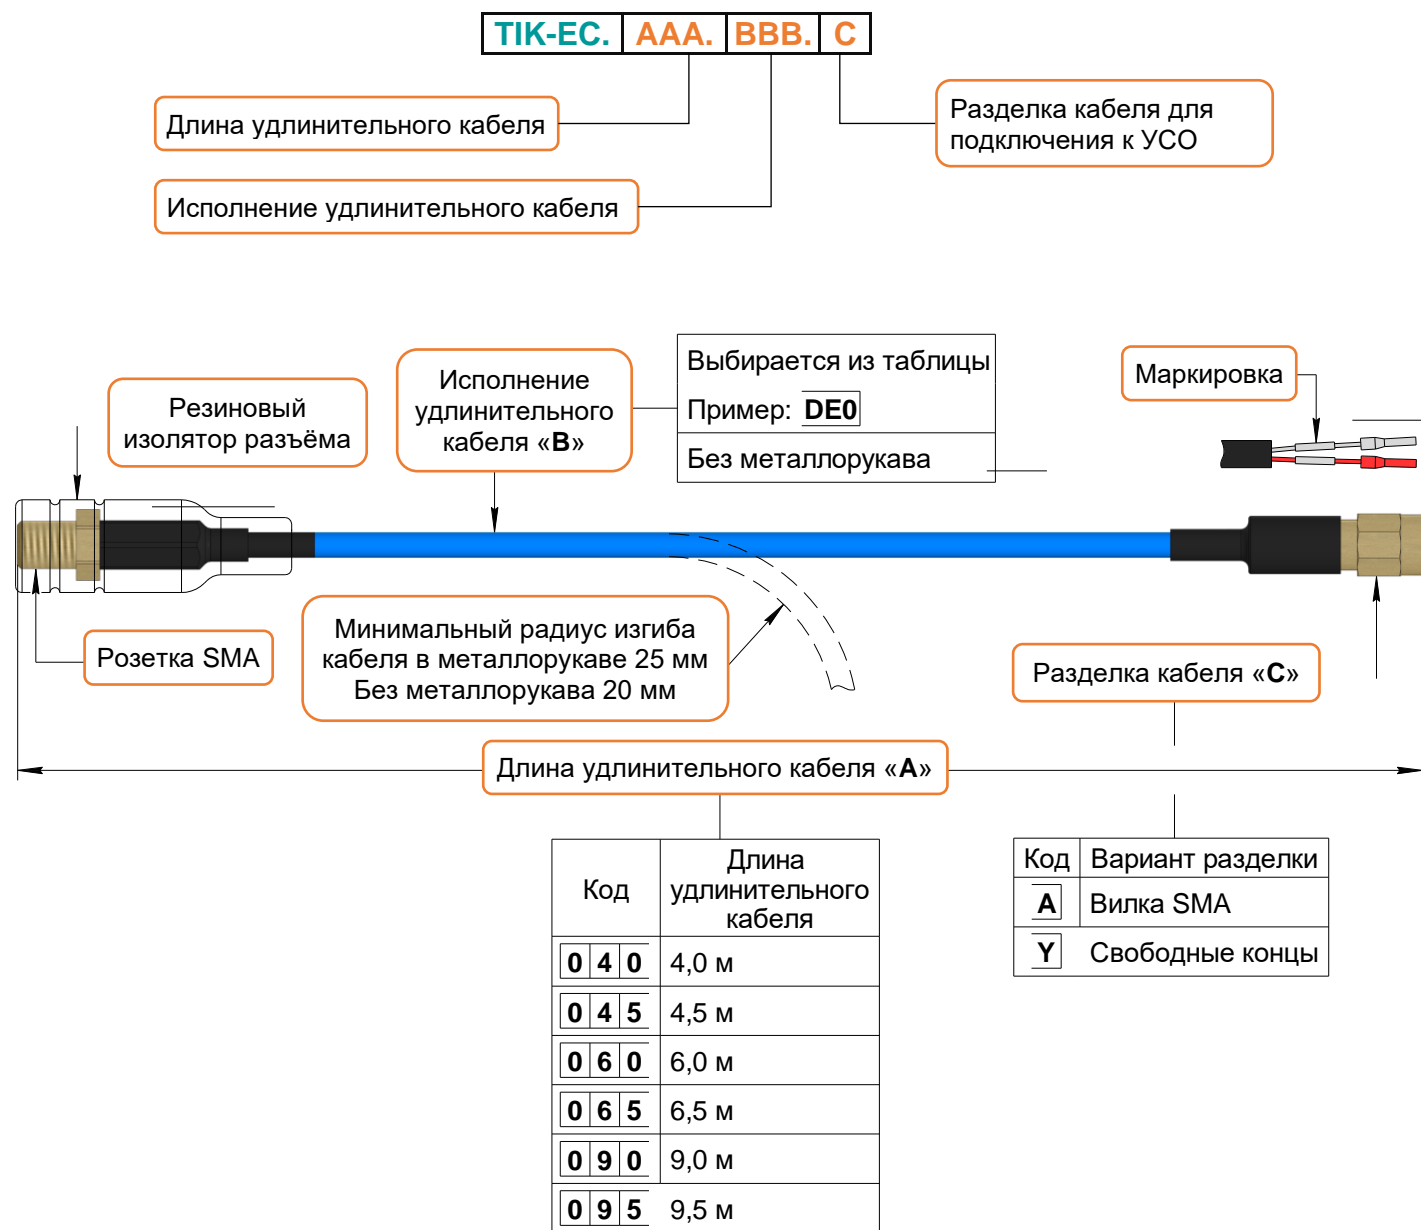 TIK-EC. AAA. BBB. C
Длина удлинительного кабеля
Разделка кабеля для
подключения к УСО
Исполнение удлинительного кабеля
Резиновый
изолятор разъёма
Исполнение
удлинительного
кабеля «B»
Выбирается из таблицы
Пример: DE0
Без металлорукава
Маркировка
Розетка SMA
Минимальный радиус изгиба
кабеля в металлорукаве 25 мм
Без металлорукава 20 мм
Разделка кабеля «C»
Длина удлинительного кабеля «A»
Код
Длина
удлинительного
кабеля
0 4 0 4,0 м
0 4 5 4,5 м
0 6 0 6,0 м
0 6 5 6,5 м
0 9 0 9,0 м
0 9 5 9,5 м
Код Вариант разделки
A Вилка SMA
Y Свободные концы